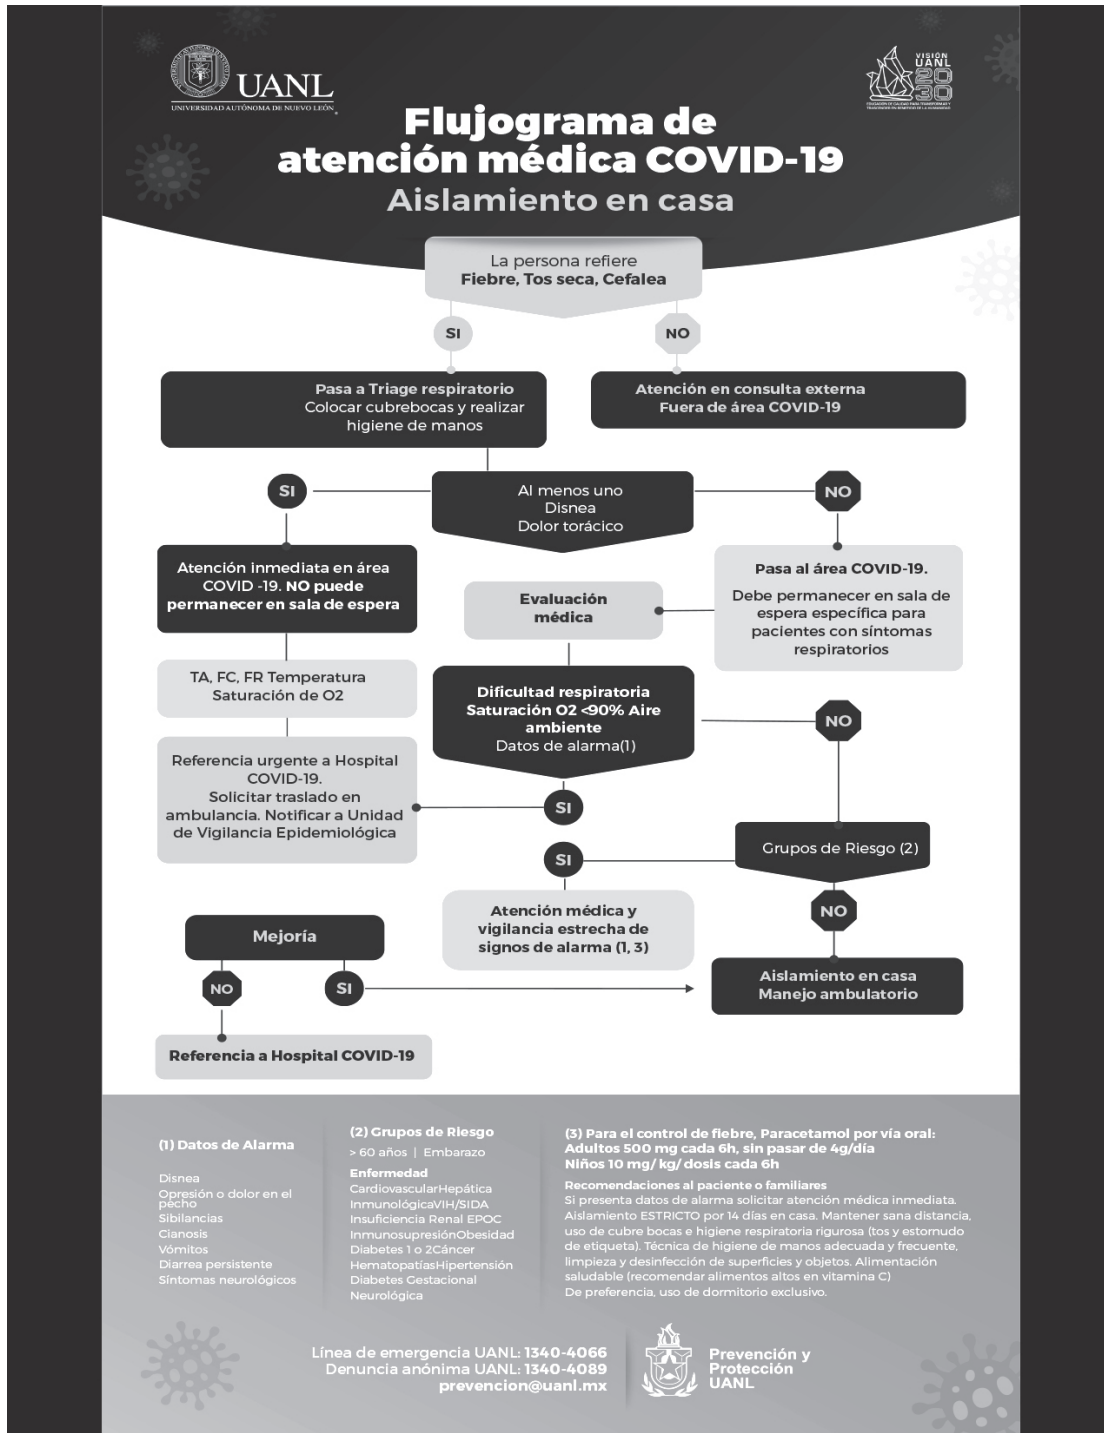 UANL
UNIVERSIDAD AUTÓNOMA DE NUEVO LEÓN
VISIÓN
UANL
20
30
Flujograma de
atención médica COVID-19
Aislamiento en casa
La persona refiere
Fiebre, Tos seca, Cefalea
SI
NO
Pasa a Triage respiratorio
Colocar cubrebocas y realizar
higiene de manos
Atención en consulta externa
Fuera de área COVID-19
SI
Al menos uno
Disnea
Dolor torácico
NO
Atención inmediata en área
COVID -19. NO puede
permanecer en sala de espera
Pasa al área COVID-19.
Debe permanecer en sala de
espera específica para
pacientes con síntomas
respiratorios
Evaluación
médica
TA, FC, FR Temperatura
Saturación de O2
Dificultad respiratoria
Saturación O2 <90% Aire
ambiente
Datos de alarma(1)
NO
Referencia urgente a Hospital
COVID-19.
Solicitar traslado en
ambulancia. Notificar a Unidad
de Vigilancia Epidemiológica
SI
Grupos de Riesgo (2)
SI
NO
Atención médica y
vigilancia estrecha de
signos de alarma (1, 3)
Mejoría
NO
SI
Aislamiento en casa
Manejo ambulatorio
Referencia a Hospital COVID-19
(1) Datos de Alarma
Disnea
Opresión o dolor en el
pecho
Sibilancias
Cianosis
Vómitos
Diarrea persistente
Síntomas neurológicos
(2) Grupos de Riesgo
> 60 años | Embarazo
Enfermedad
CardiovascularHepática
InmunológicaVIH/SIDA
Insuficiencia Renal EPOC
InmunosupresiónObesidad
Diabetes 1 o 2Cáncer
HematopatíasHipertensión
Diabetes Gestacional
Neurológica
(3) Para el control de fiebre, Paracetamol por vía oral:
Adultos 500 mg cada 6h, sin pasar de 4g/día
Niños 10 mg/ kg/ dosis cada 6h
Recomendaciones al paciente o familiares
Si presenta datos de alarma solicitar atención médica inmediata.
Aislamiento ESTRICTO por 14 días en casa. Mantener sana distancia,
uso de cubre bocas e higiene respiratoria rigurosa (tos y estornudo
de etiqueta). Técnica de higiene de manos adecuada y frecuente,
limpieza y desinfección de superficies y objetos. Alimentación
saludable (recomendar alimentos altos en vitamina C)
De preferencia, uso de dormitorio exclusivo.
Línea de emergencia UANL: 1340-4066
Denuncia anónima UANL: 1340-4089
prevencion@uanl.mx
Prevención y
Protección
UANL